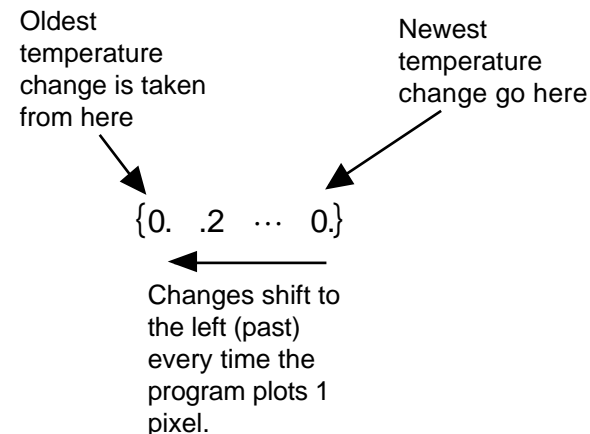 Oldest
temperature
change is taken
from here
Newest
temperature
change go here
{0. .2 ⋯ 0.}
Changes shift to
the left (past)
every time the
program plots 1
pixel.